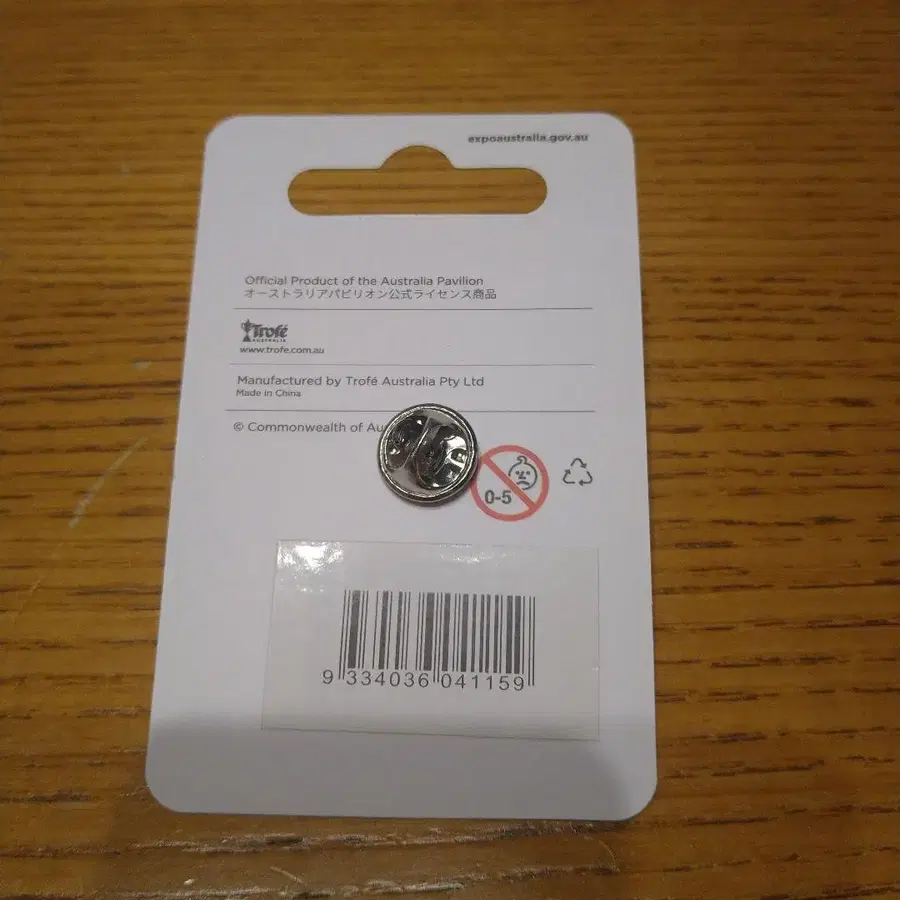 expoaustralia.gov.au
Official Product of the Australia Pavilion
オーストラリアパビリオン公式ライセンス商品
Trofé
AUSTRALIA
www.trofe.com.au
Manufactured by Trofé Australia Pty Ltd
Made in China
© Commonwealth of Au
0-5
9 334036 041159